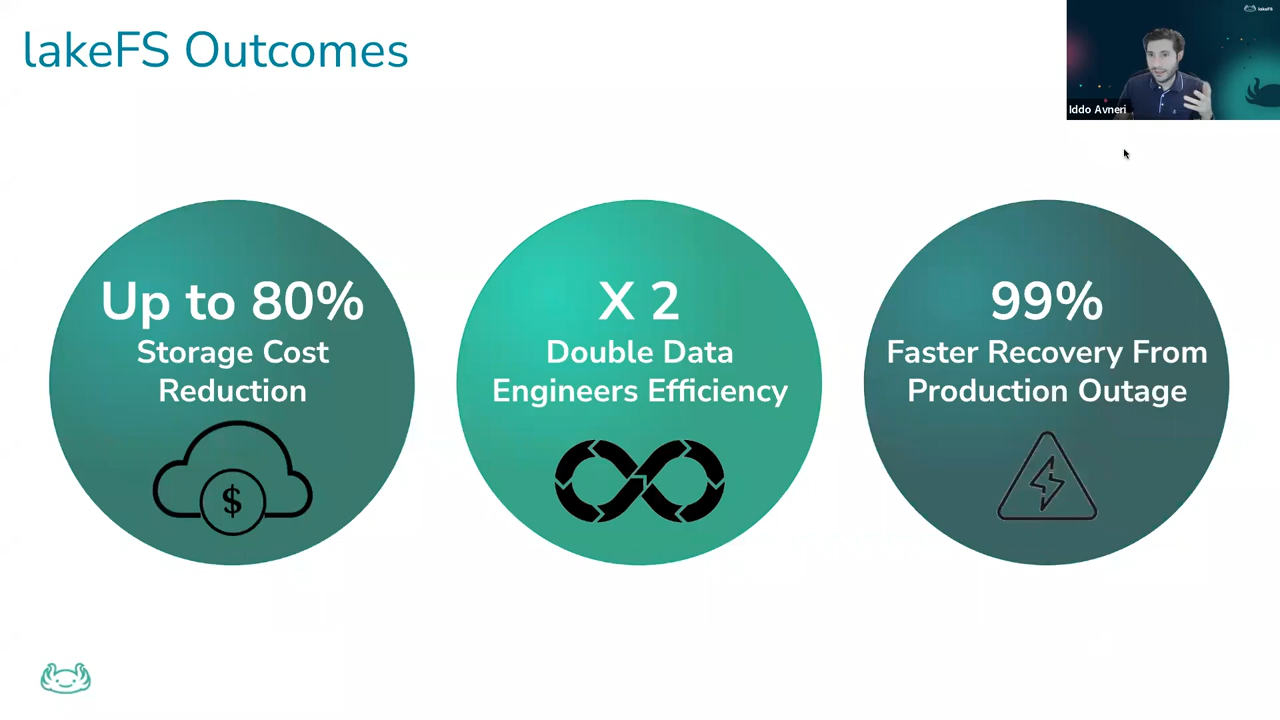 lakeFS Outcomes
lakeFS
Iddo Avneri
Up to 80%
Storage Cost
Reduction
$
X 2
Double Data
Engineers Efficiency
99%
Faster Recovery From
Production Outage